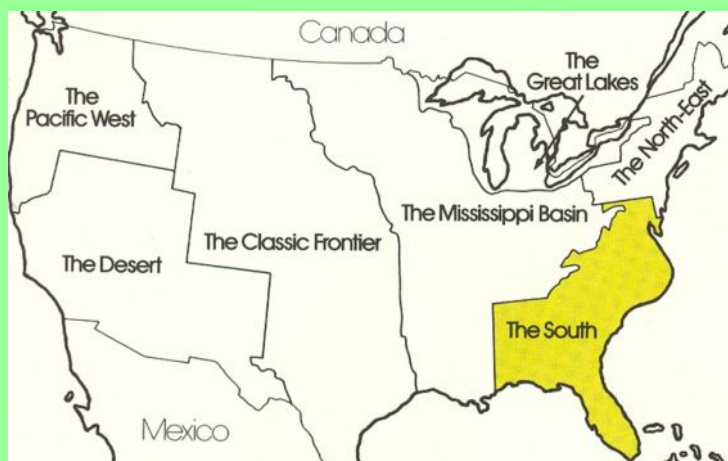 Canada
The
Great Lakes
The
Pacific West
The North-East
The Mississippi Basin
The Classic Frontier
The Desert
The South
Mexico